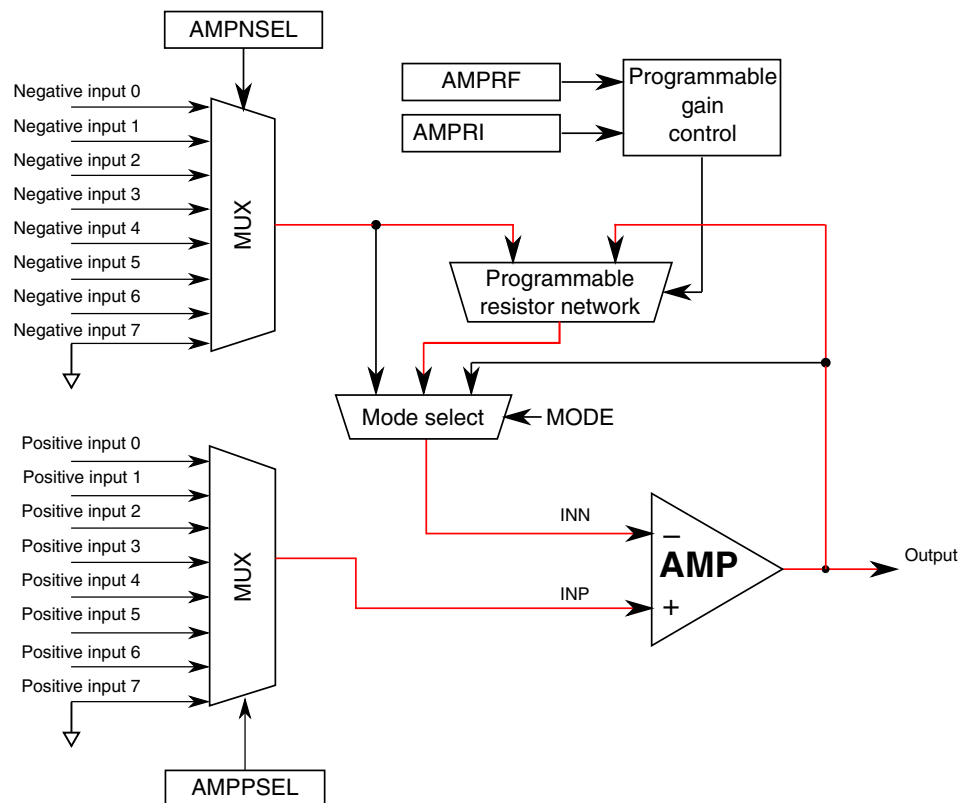 AMPNSEL
Negative input 0
Negative input 1
Negative input 2
Negative input 3
Negative input 4
Negative input 5
Negative input 6
Negative input 7
MUX
AMPRF
AMPRI
Programmable
gain
control
Programmable
resistor network
Mode select
MODE
Positive input 0
Positive input 1
Positive input 2
Positive input 3
Positive input 4
Positive input 5
Positive input 6
Positive input 7
MUX
INN
INP
−
AMP
+
Output
AMPPSEL